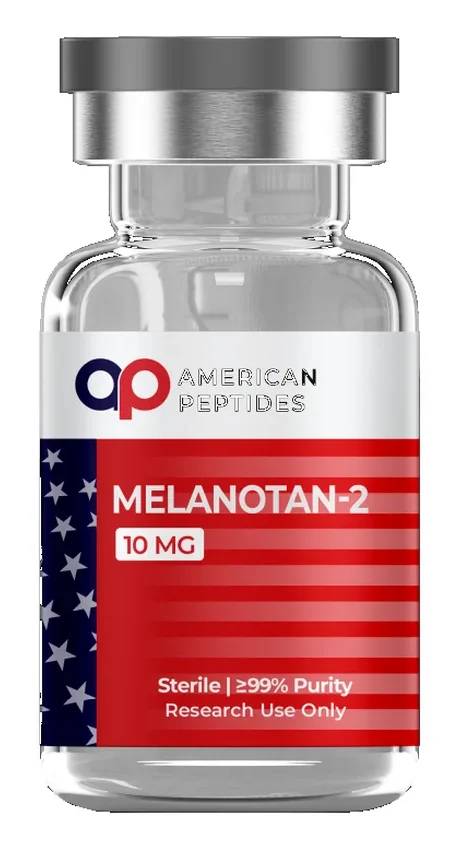 ap AMERICAN
PEPTIDES
MELANOTAN-2
10 MG
Sterile | ≥99% Purity
Research Use Only